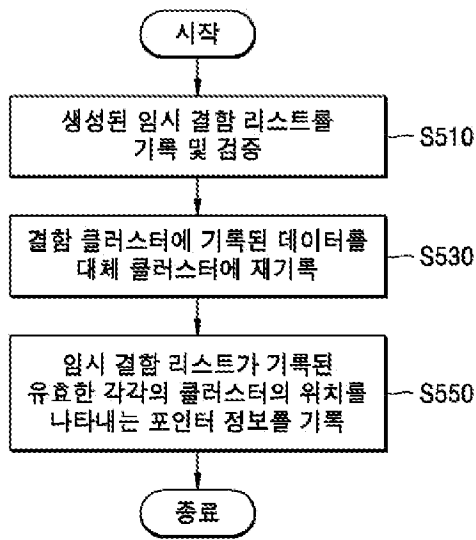 시작
생성된 임시 결함 리스트를
기록 및 검증
S510
결함 클러스터에 기록된 데이터를
대체 클러스터에 재기록
S530
임시 결함 리스트가 기록된
유효한 각각의 클러스터의 위치를
나타내는 포인터 정보를 기록
S550
종료